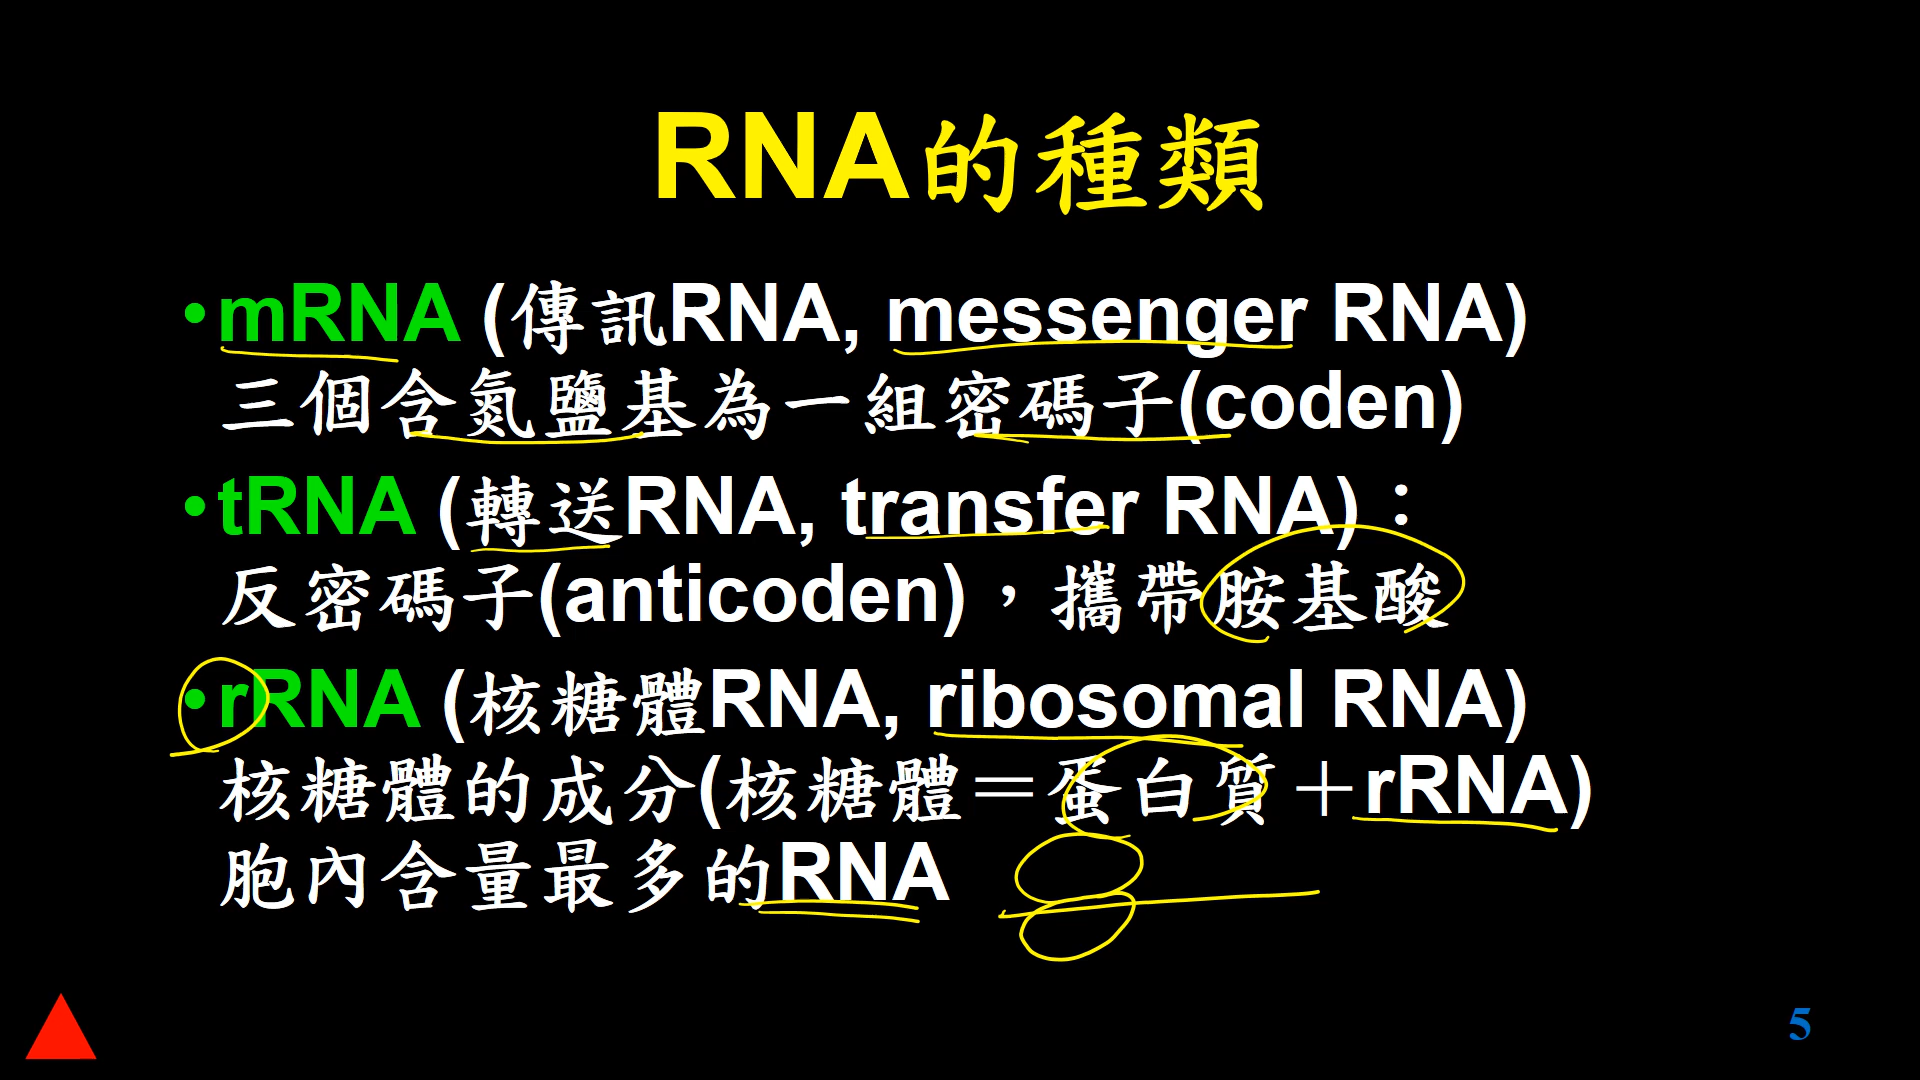 RNA的種類
•mRNA (傳訊RNA, messenger RNA)
三個含氮鹽基為一組密碼子(coden)
•tRNA (轉送RNA, transfer RNA)：
反密碼子(anticoden)，攜帶胺基酸
•rRNA (核糖體RNA, ribosomal RNA)
核糖體的成分(核糖體＝蛋白質＋rRNA)
胞內含量最多的RNA
5